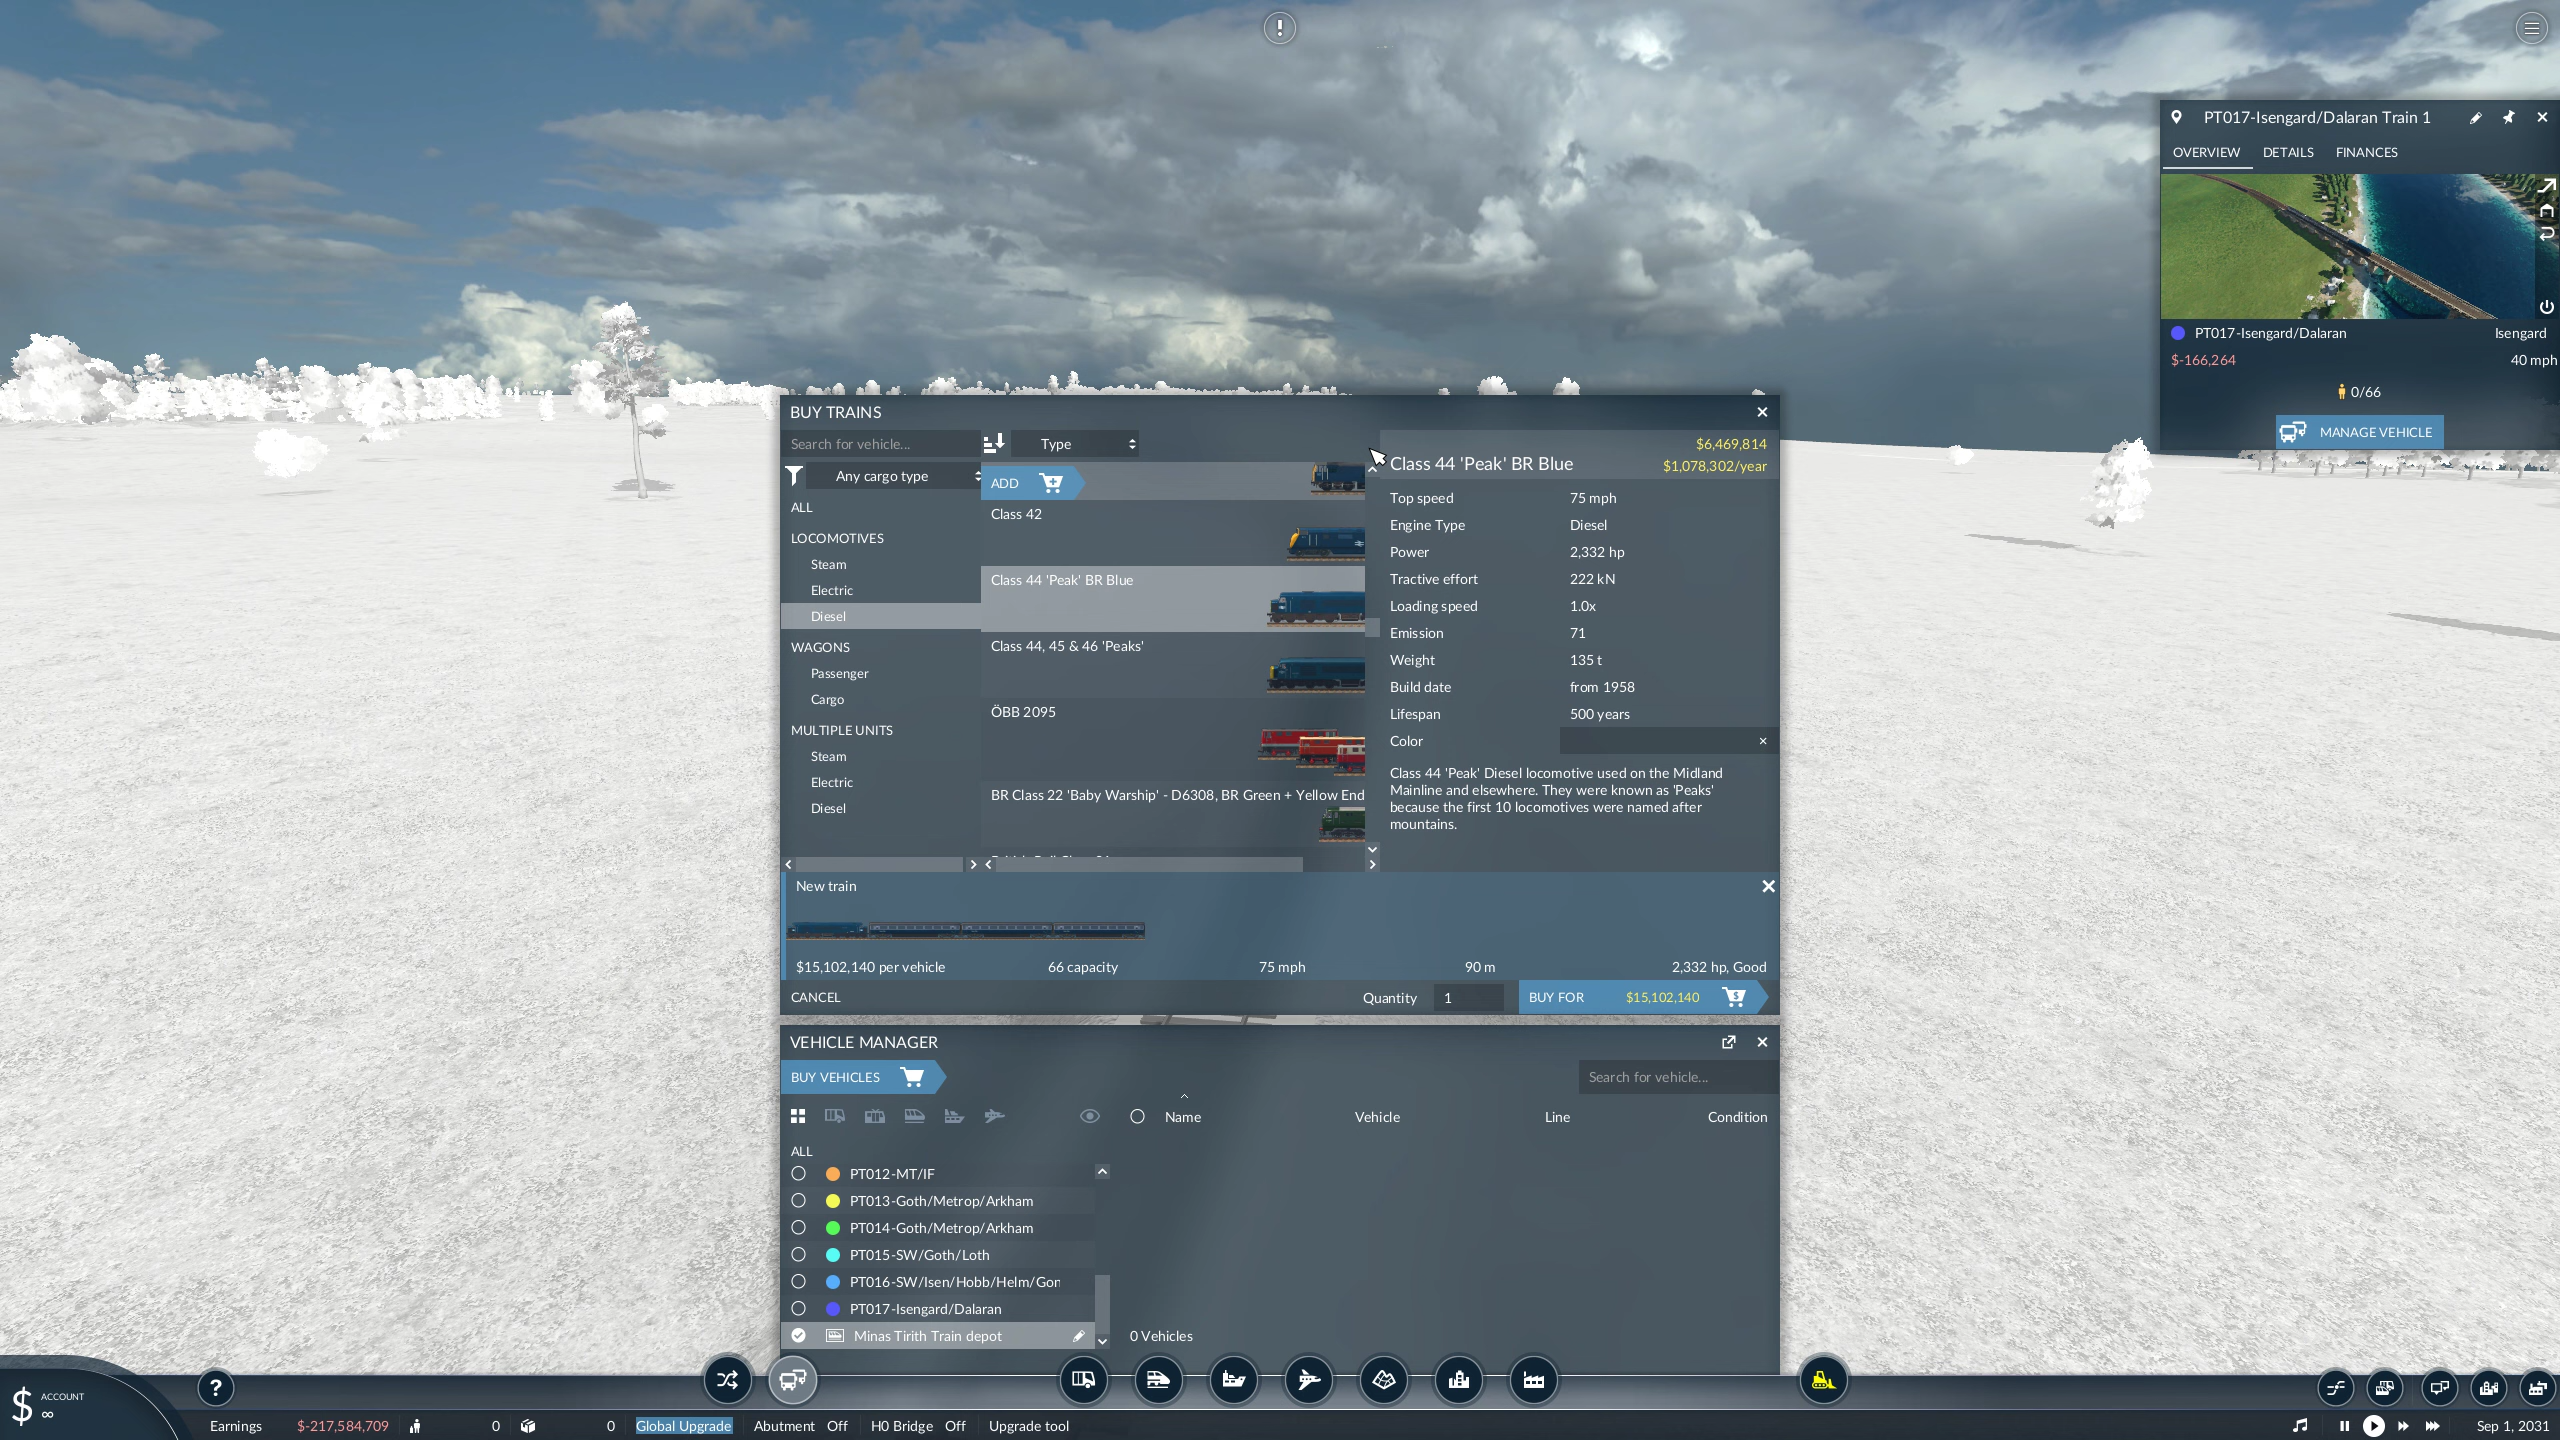 PT017-Isengard/Dalaran Train 1
OVERVIEW DETAILS FINANCES
PT017-Isengard/Dalaran Isengard
$-166,264 40 mph
0/66
MANAGE VEHICLE
BUY TRAINS
Search for vehicle...
Type
Any cargo type
ALL
LOCOMOTIVES
Steam
Electric
Diesel
WAGONS
Passenger
Cargo
MULTIPLE UNITS
Steam
Electric
Diesel
ADD
Class 42
Class 44 'Peak' BR Blue
Class 44, 45 & 46 'Peaks'
ÖBB 2095
BR Class 22 'Baby Warship' - D6308, BR Green + Yellow End
$6,469,814
Class 44 'Peak' BR Blue
$1,078,302/year
Top speed 75 mph
Engine Type Diesel
Power 2,332 hp
Tractive effort 222 kN
Loading speed 1.0x
Emission 71
Weight 135 t
Build date from 1958
Lifespan 500 years
Color
Class 44 'Peak' Diesel locomotive used on the Midland
Mainline and elsewhere. They were known as 'Peaks'
because the first 10 locomotives were named after
mountains.
New train
$15,102,140 per vehicle 66 capacity 75 mph 90 m 2,332 hp, Good
CANCEL Quantity 1 BUY FOR $15,102,140
VEHICLE MANAGER
BUY VEHICLES
Search for vehicle...
Name Vehicle Line Condition
ALL
PT012-MT/IF
PT013-Goth/Metrop/Arkham
PT014-Goth/Metrop/Arkham
PT015-SW/Goth/Loth
PT016-SW/Isen/Hobb/Helm/Gon
PT017-Isengard/Dalaran
Minas Tirith Train depot
0 Vehicles
$ ACCOUNT
∞
?
Earnings $-217,584,709 0 0 Global Upgrade Abutment Off H0 Bridge Off Upgrade tool Sep 1, 2031